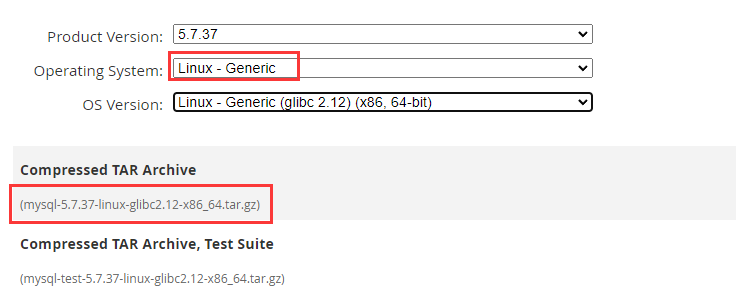 Product Version: 5.7.37
Operating System: Linux - Generic
OS Version: Linux - Generic (glibc 2.12) (x86, 64-bit)
Compressed TAR Archive
(mysql-5.7.37-linux-glibc2.12-x86_64.tar.gz)
Compressed TAR Archive, Test Suite
(mysql-test-5.7.37-linux-glibc2.12-x86_64.tar.gz)